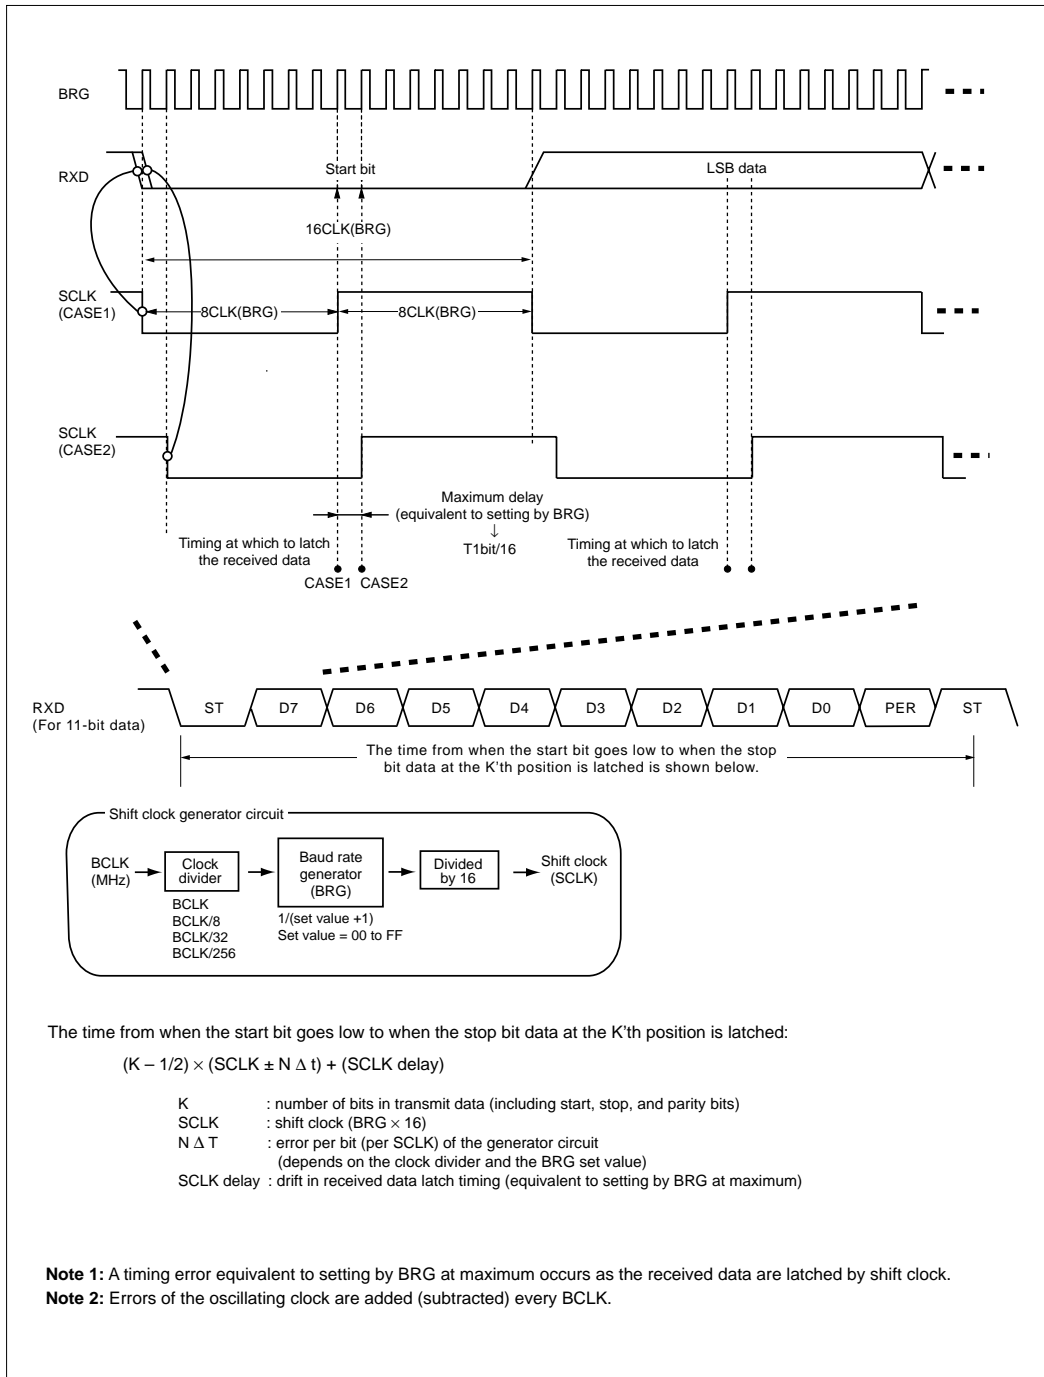 BRG
RXD
Start bit
LSB data
16CLK(BRG)
SCLK
(CASE1)
8CLK(BRG)
8CLK(BRG)
SCLK
(CASE2)
Maximum delay
(equivalent to setting by BRG)
↓
T1bit/16
Timing at which to latch
the received data
Timing at which to latch
the received data
CASE1 CASE2
RXD
(For 11-bit data)
ST D7 D6 D5 D4 D3 D2 D1 D0 PER ST
The time from when the start bit goes low to when the stop
bit data at the K'th position is latched is shown below.
Shift clock generator circuit
BCLK
(MHz)
Clock
divider
Baud rate
generator
(BRG)
Divided
by 16
Shift clock
(SCLK)
BCLK
BCLK/8
BCLK/32
BCLK/256
1/(set value +1)
Set value = 00 to FF
The time from when the start bit goes low to when the stop bit data at the K'th position is latched:
(K – 1/2) × (SCLK ± N Δ t) + (SCLK delay)
K : number of bits in transmit data (including start, stop, and parity bits)
SCLK : shift clock (BRG × 16)
N Δ T : error per bit (per SCLK) of the generator circuit
(depends on the clock divider and the BRG set value)
SCLK delay : drift in received data latch timing (equivalent to setting by BRG at maximum)
Note 1: A timing error equivalent to setting by BRG at maximum occurs as the received data are latched by shift clock.
Note 2: Errors of the oscillating clock are added (subtracted) every BCLK.